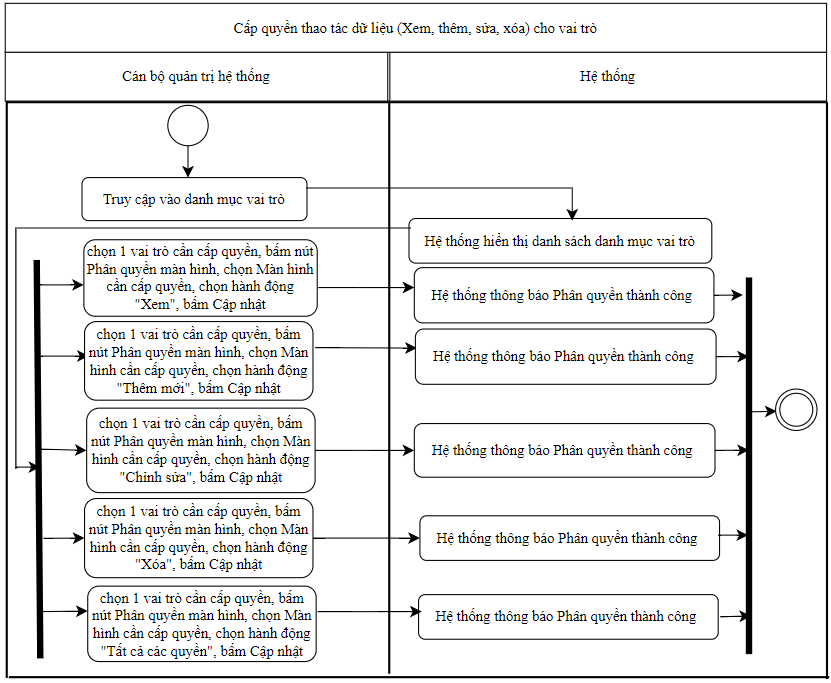 Cấp quyền thao tác dữ liệu (Xem, thêm, sửa, xóa) cho vai trò
Cán bộ quản trị hệ thống
Hệ thống
Truy cập vào danh mục vai trò
Hệ thống hiển thị danh sách danh mục vai trò
chọn 1 vai trò cần cấp quyền, bấm nút
Phân quyền màn hình, chọn Màn hình
cần cấp quyền, chọn hành động
"Xem", bấm Cập nhật
Hệ thống thông báo Phân quyền thành công
chọn 1 vai trò cần cấp quyền, bấm
nút Phân quyền màn hình, chọn Màn
hình cần cấp quyền, chọn hành động
"Thêm mới", bấm Cập nhật
Hệ thống thông báo Phân quyền thành công
chọn 1 vai trò cần cấp quyền, bấm
nút Phân quyền màn hình, chọn Màn
hình cần cấp quyền, chọn hành động
"Chỉnh sửa", bấm Cập nhật
Hệ thống thông báo Phân quyền thành công
chọn 1 vai trò cần cấp quyền, bấm
nút Phân quyền màn hình, chọn Màn
hình cần cấp quyền, chọn hành động
"Xóa", bấm Cập nhật
Hệ thống thông báo Phân quyền thành công
chọn 1 vai trò cần cấp quyền, bấm
nút Phân quyền màn hình, chọn Màn
hình cần cấp quyền, chọn hành động
"Tất cả các quyền", bấm Cập nhật
Hệ thống thông báo Phân quyền thành công